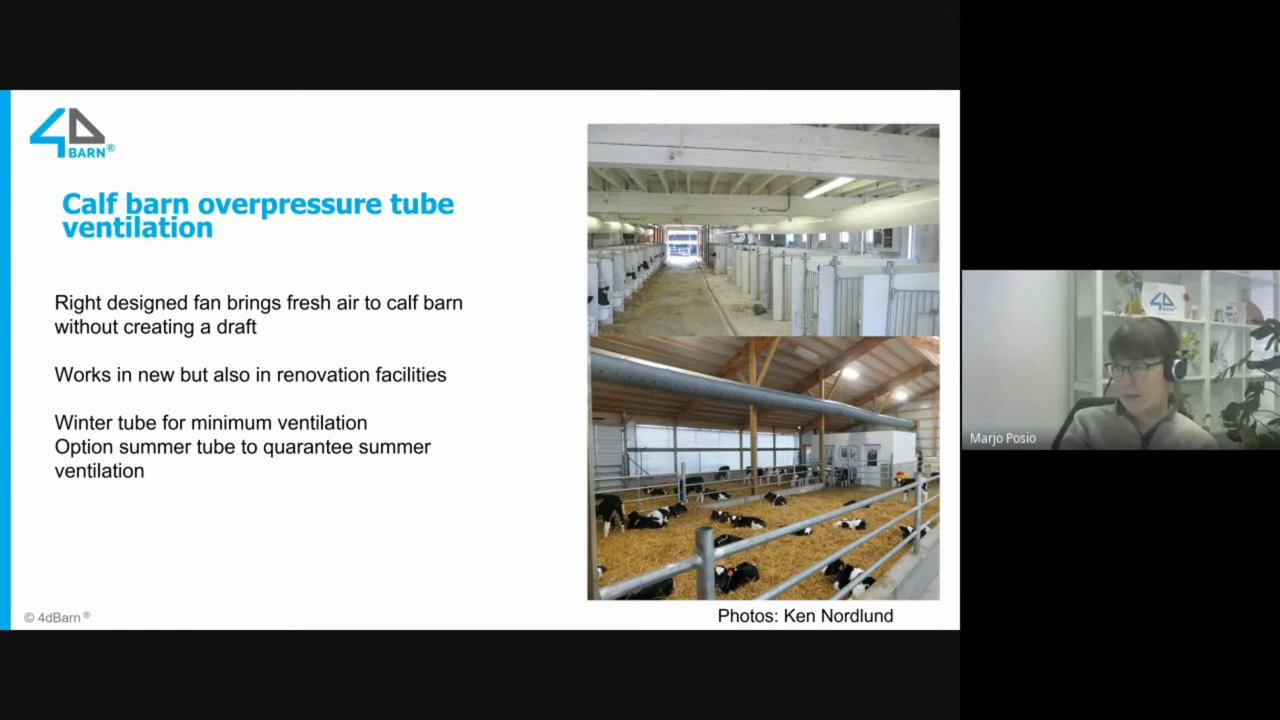 4D
BARN®
Calf barn overpressure tube
ventilation
Right designed fan brings fresh air to calf barn
without creating a draft
Works in new but also in renovation facilities
Winter tube for minimum ventilation
Option summer tube to quarantee summer
ventilation
Photos: Ken Nordlund
© 4dBarn ®
4D
BARN
Marjo Posio